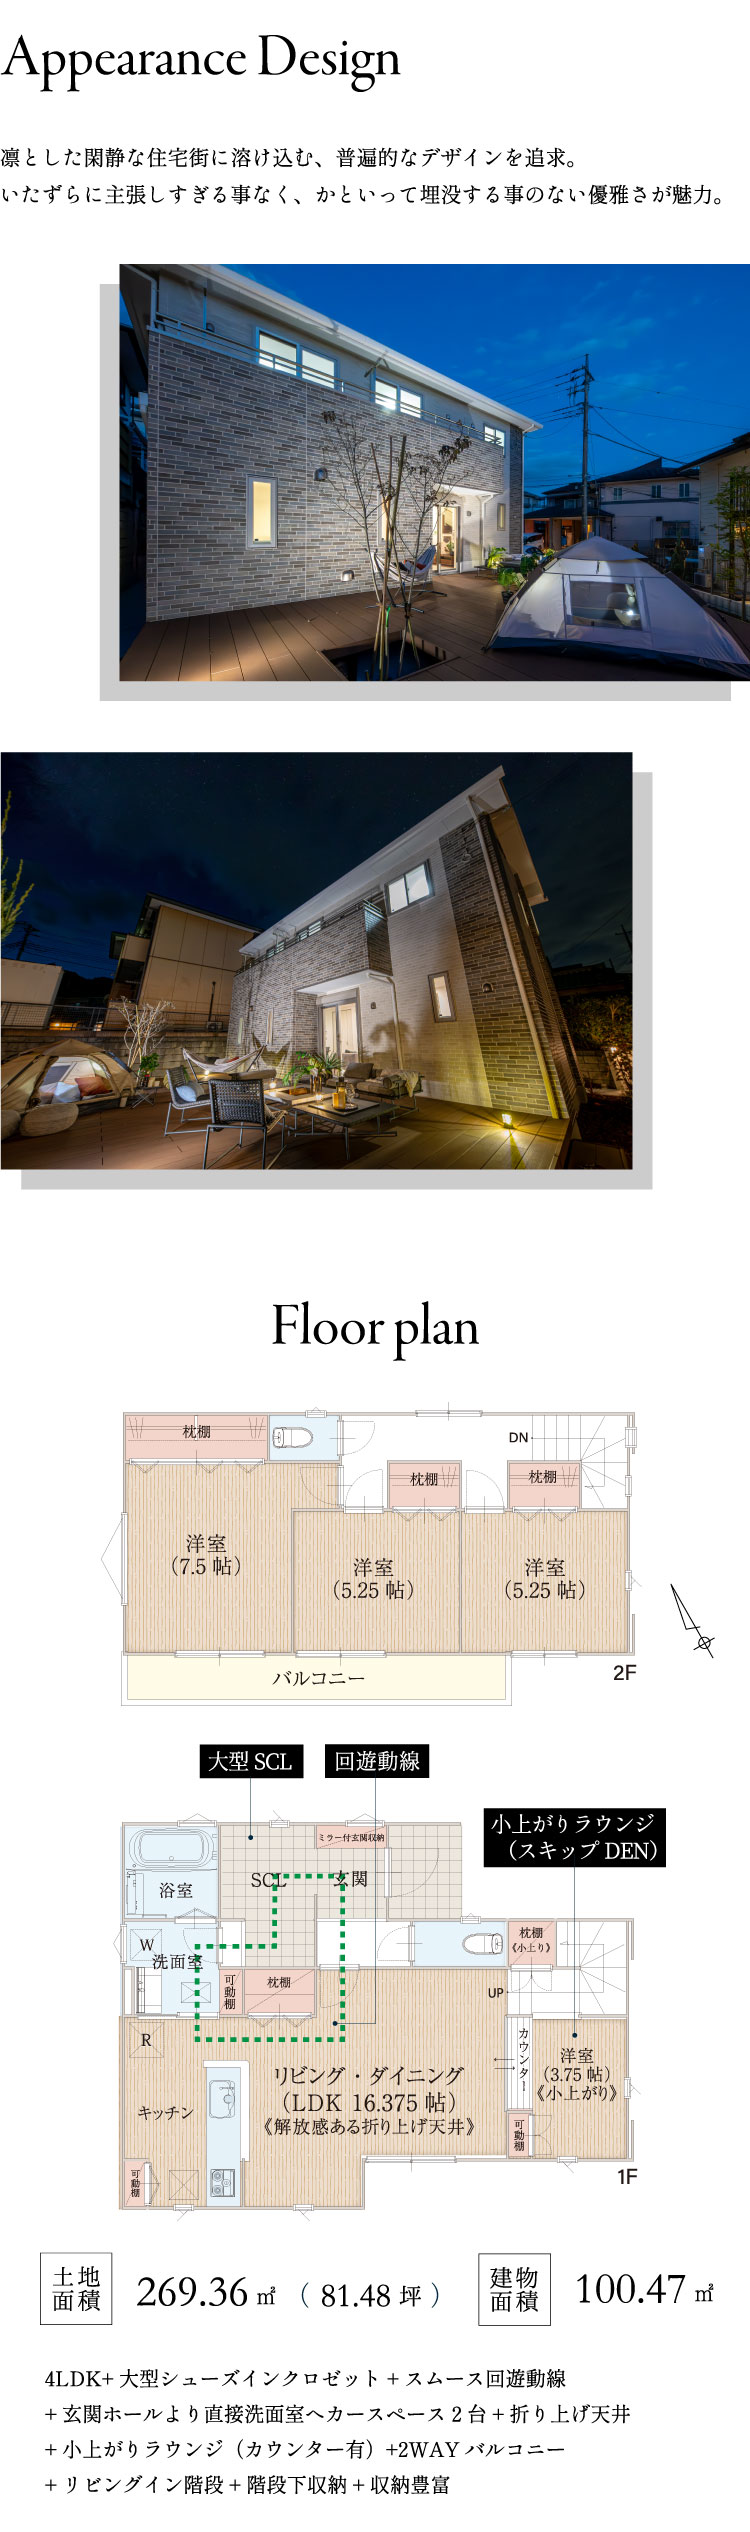 Appearance Design
凛とした閑静な住宅街に溶け込む、普遍的なデザインを追求。
いたずらに主張しすぎる事なく、かといって埋没する事のない優雅さが魅力。
Floor plan
枕棚
DN
枕棚
枕棚
洋室
（7.5 帖）
洋室
（5.25 帖）
洋室
（5.25 帖）
バルコニー
2F
大型 SCL
回遊動線
小上がりラウンジ
（スキップ DEN）
ミラー付玄関収納
浴室
SCL
玄関
W
洗面室
可動棚
枕棚
枕棚
《小上り》
UP
R
キッチン
リビング・ダイニング
（LDK 16.375 帖）
《解放感ある折り上げ天井》
カウンター
洋室
（3.75 帖）
《小上がり》
可動棚
可動棚
1F
土地
面積
269.36 ㎡ （ 81.48 坪 ）
建物
面積
100.47 ㎡
4LDK+ 大型シューズインクロゼット + スムース回遊動線
+ 玄関ホールより直接洗面室へカースペース 2 台 + 折り上げ天井
+ 小上がりラウンジ（カウンター有）+2WAY バルコニー
+ リビングイン階段 + 階段下収納 + 収納豊富